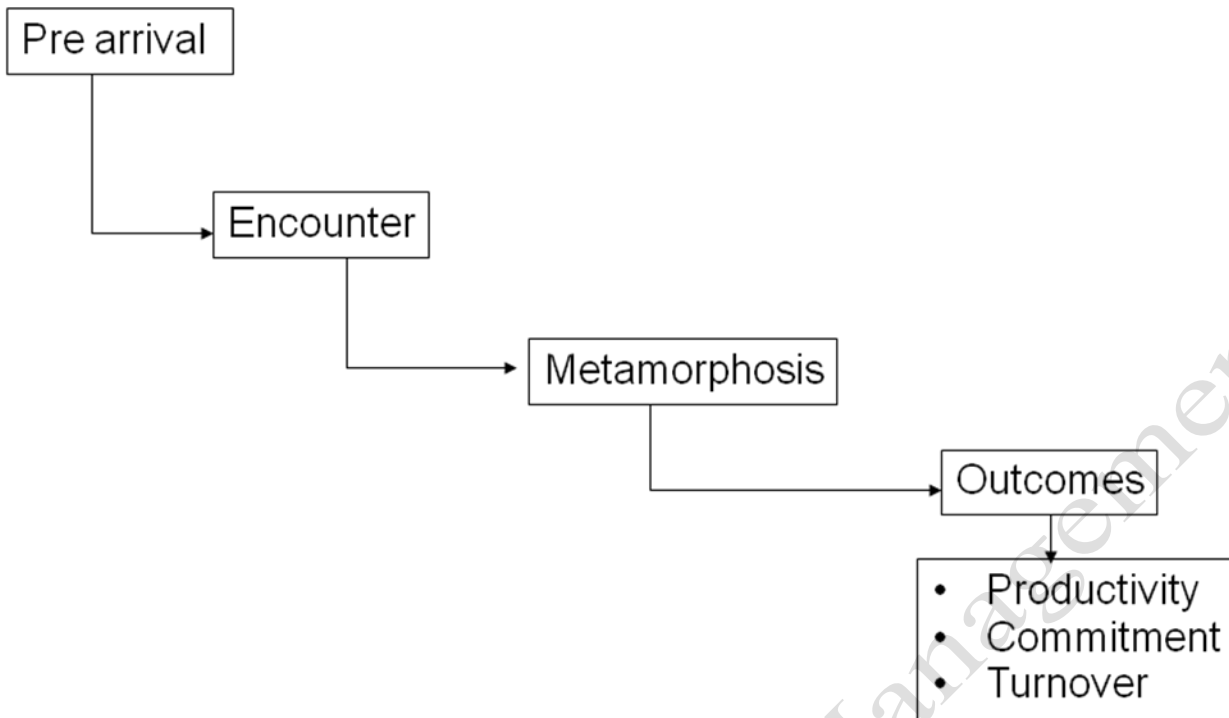 Pre arrival
Encounter
Metamorphosis
Outcomes
• Productivity
• Commitment
• Turnover